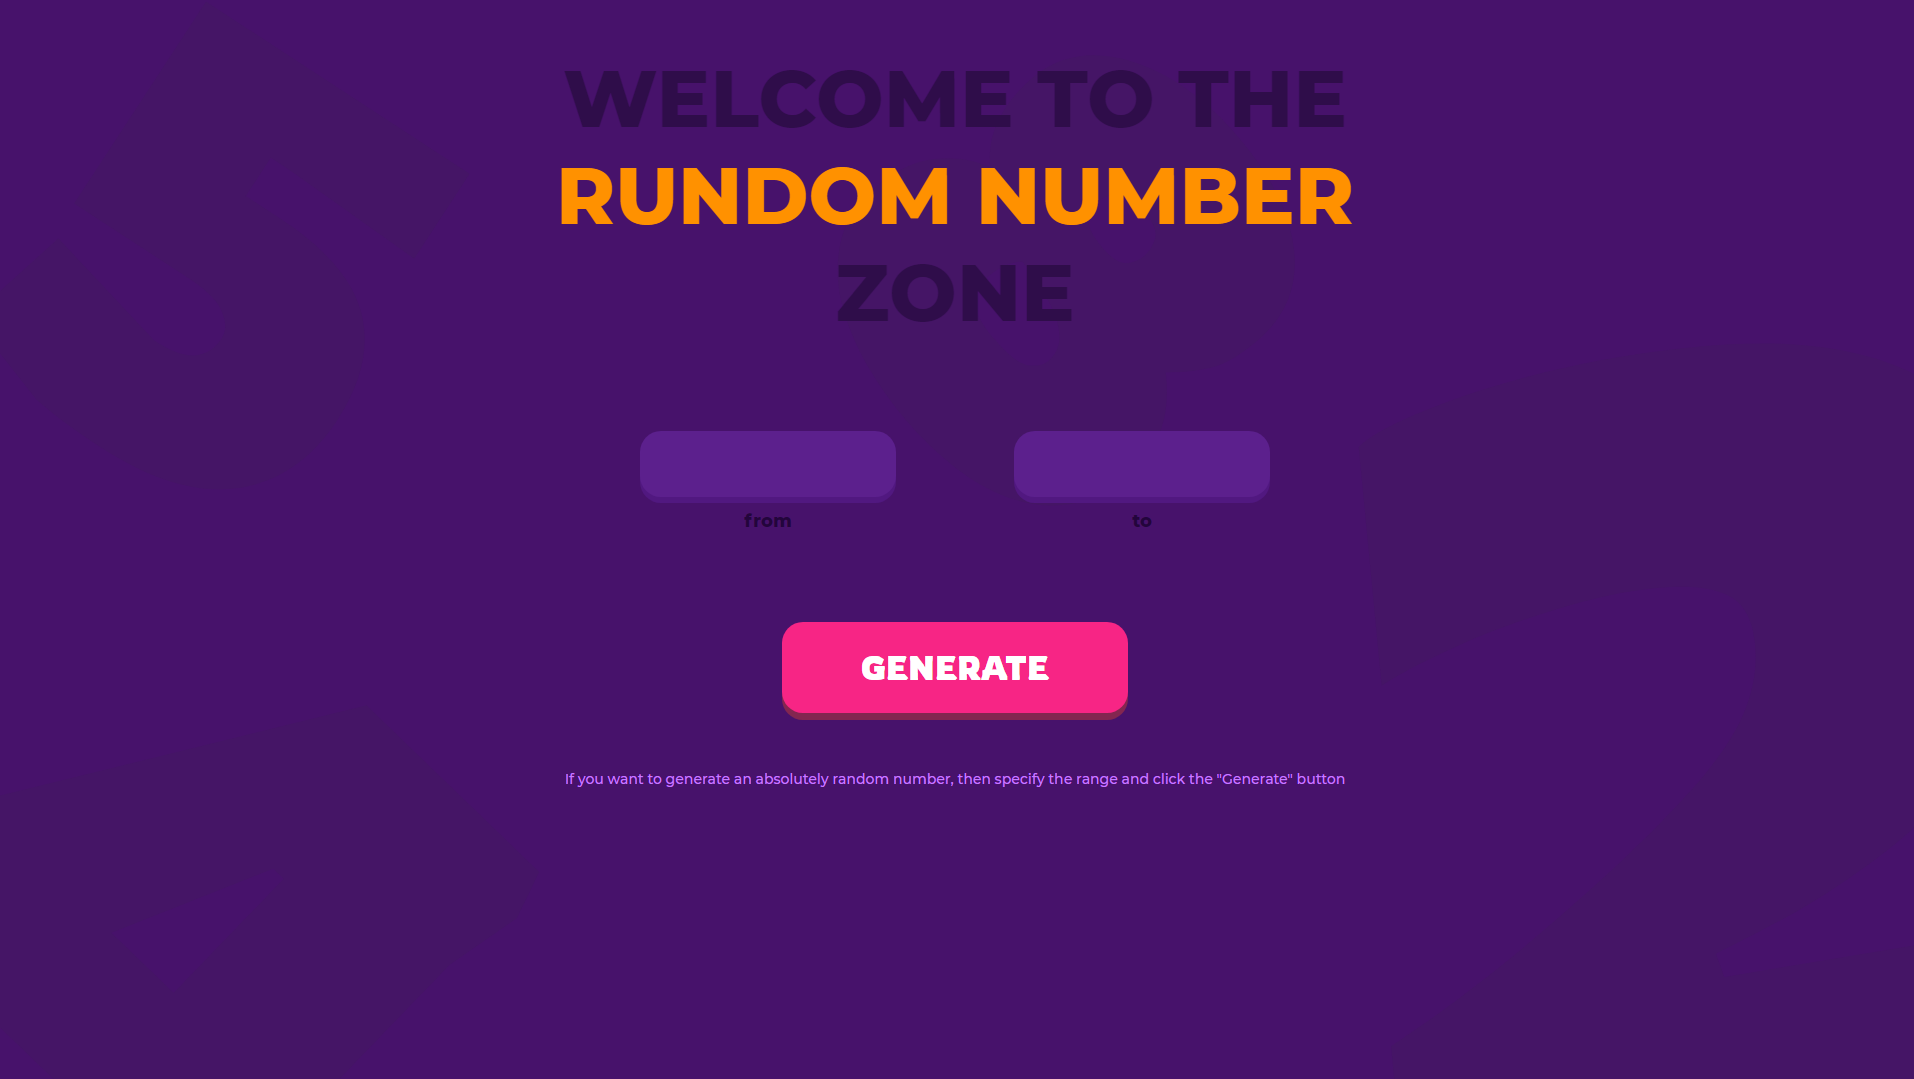 WELCOME TO THE
RUNDOM NUMBER
ZONE
from
to
GENERATE
If you want to generate an absolutely random number, then specify the range and click the "Generate" button